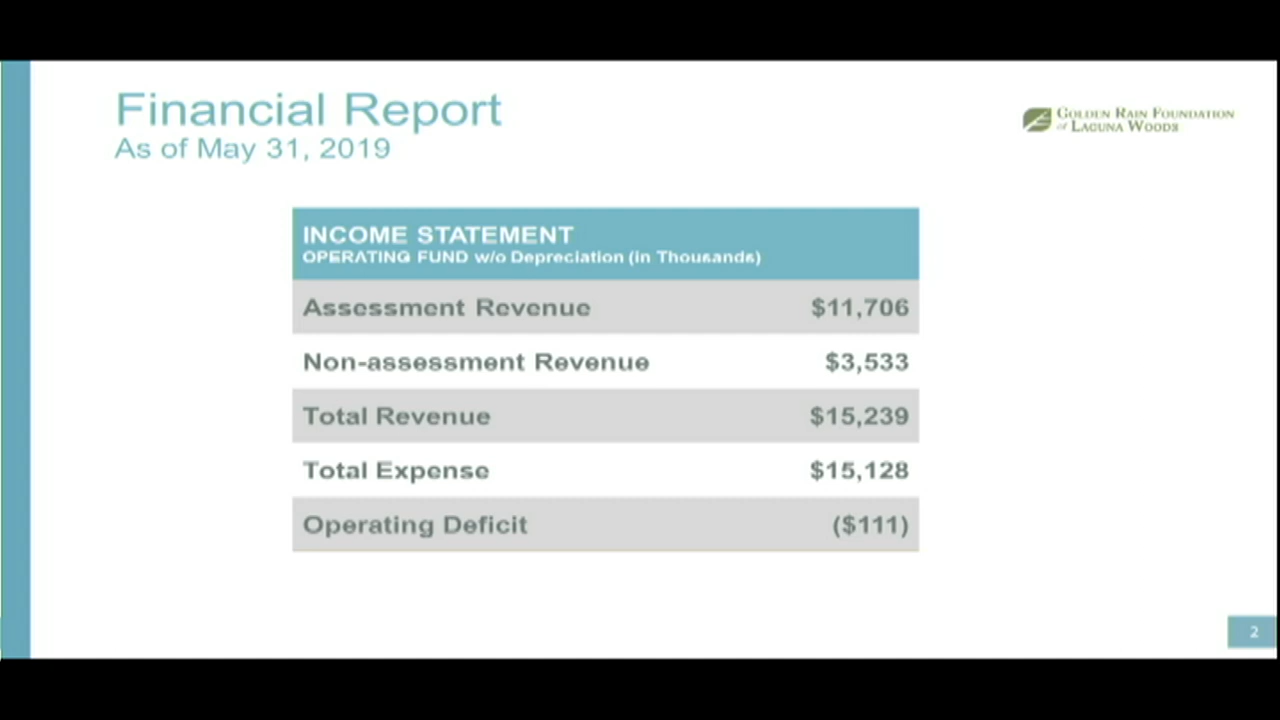 Financial Report
As of May 31, 2019
GOLDEN RAIN FOUNDATION
of LAGUNA WOODS
INCOME STATEMENT
OPERATING FUND w/o Depreciation (in Thousands)
Assessment Revenue $11,706
Non-assessment Revenue $3,533
Total Revenue $15,239
Total Expense $15,128
Operating Deficit ($111)
2